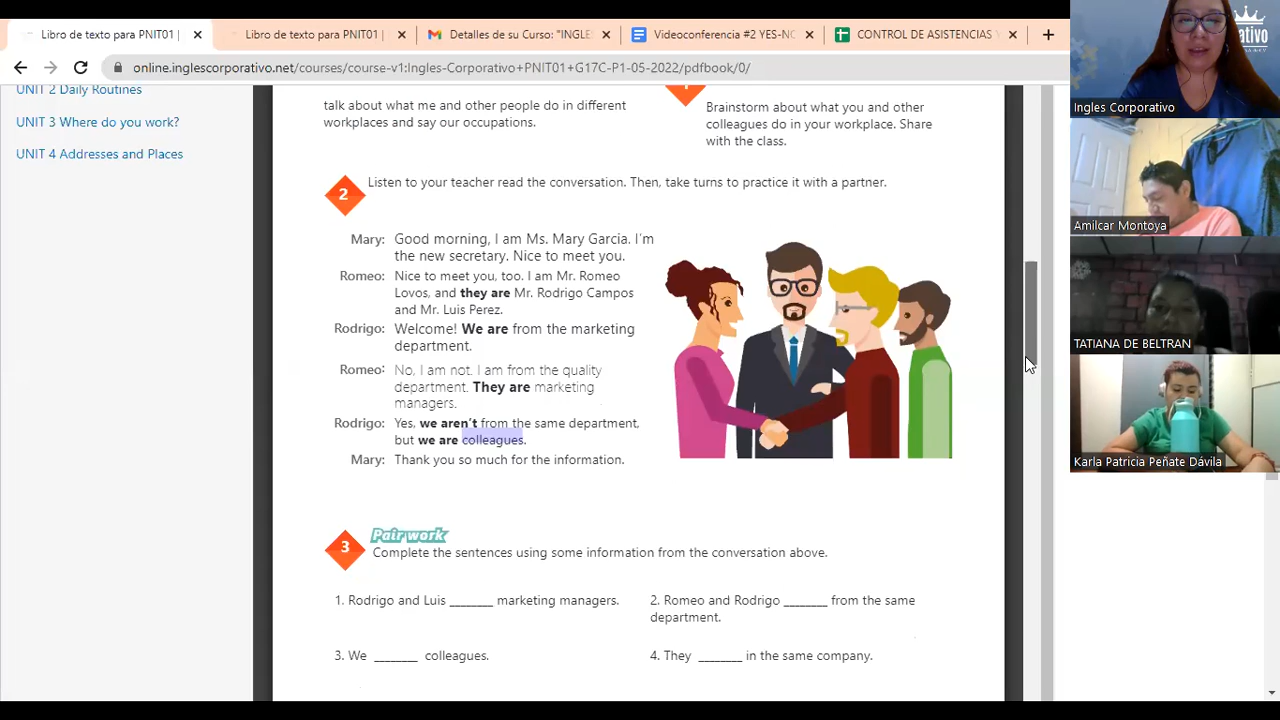 Libro de texto para PNIT01 |
Libro de texto para PNIT01 |
Detalles de su Curso: "INGLES
Videoconferencia #2 YES-NO
CONTROL DE ASISTENCIAS
online.inglescorporativo.net/courses/course-v1:Ingles-Corporativo+PNIT01+G17C-P1-05-2022/pdfbook/0/
UNIT 2 Daily Routines
UNIT 3 Where do you work?
UNIT 4 Addresses and Places
talk about what me and other people do in different
workplaces and say our occupations.
Brainstorm about what you and other
colleagues do in your workplace. Share
with the class.
2
Listen to your teacher read the conversation. Then, take turns to practice it with a partner.
Mary: Good morning, I am Ms. Mary Garcia. I'm
the new secretary. Nice to meet you.
Romeo: Nice to meet you, too. I am Mr. Romeo
Lovos, and they are Mr. Rodrigo Campos
and Mr. Luis Perez.
Rodrigo: Welcome! We are from the marketing
department.
Romeo: No, I am not. I am from the quality
department. They are marketing
managers.
Rodrigo: Yes, we aren't from the same department,
but we are colleagues.
Mary: Thank you so much for the information.
3
Pair work
Complete the sentences using some information from the conversation above.
1. Rodrigo and Luis _______ marketing managers.
2. Romeo and Rodrigo _______ from the same
department.
3. We _______ colleagues.
4. They _______ in the same company.
Ingles Corporativo
Amilcar Montoya
TATIANA DE BELTRAN
Karla Patricia Peñate Dávila